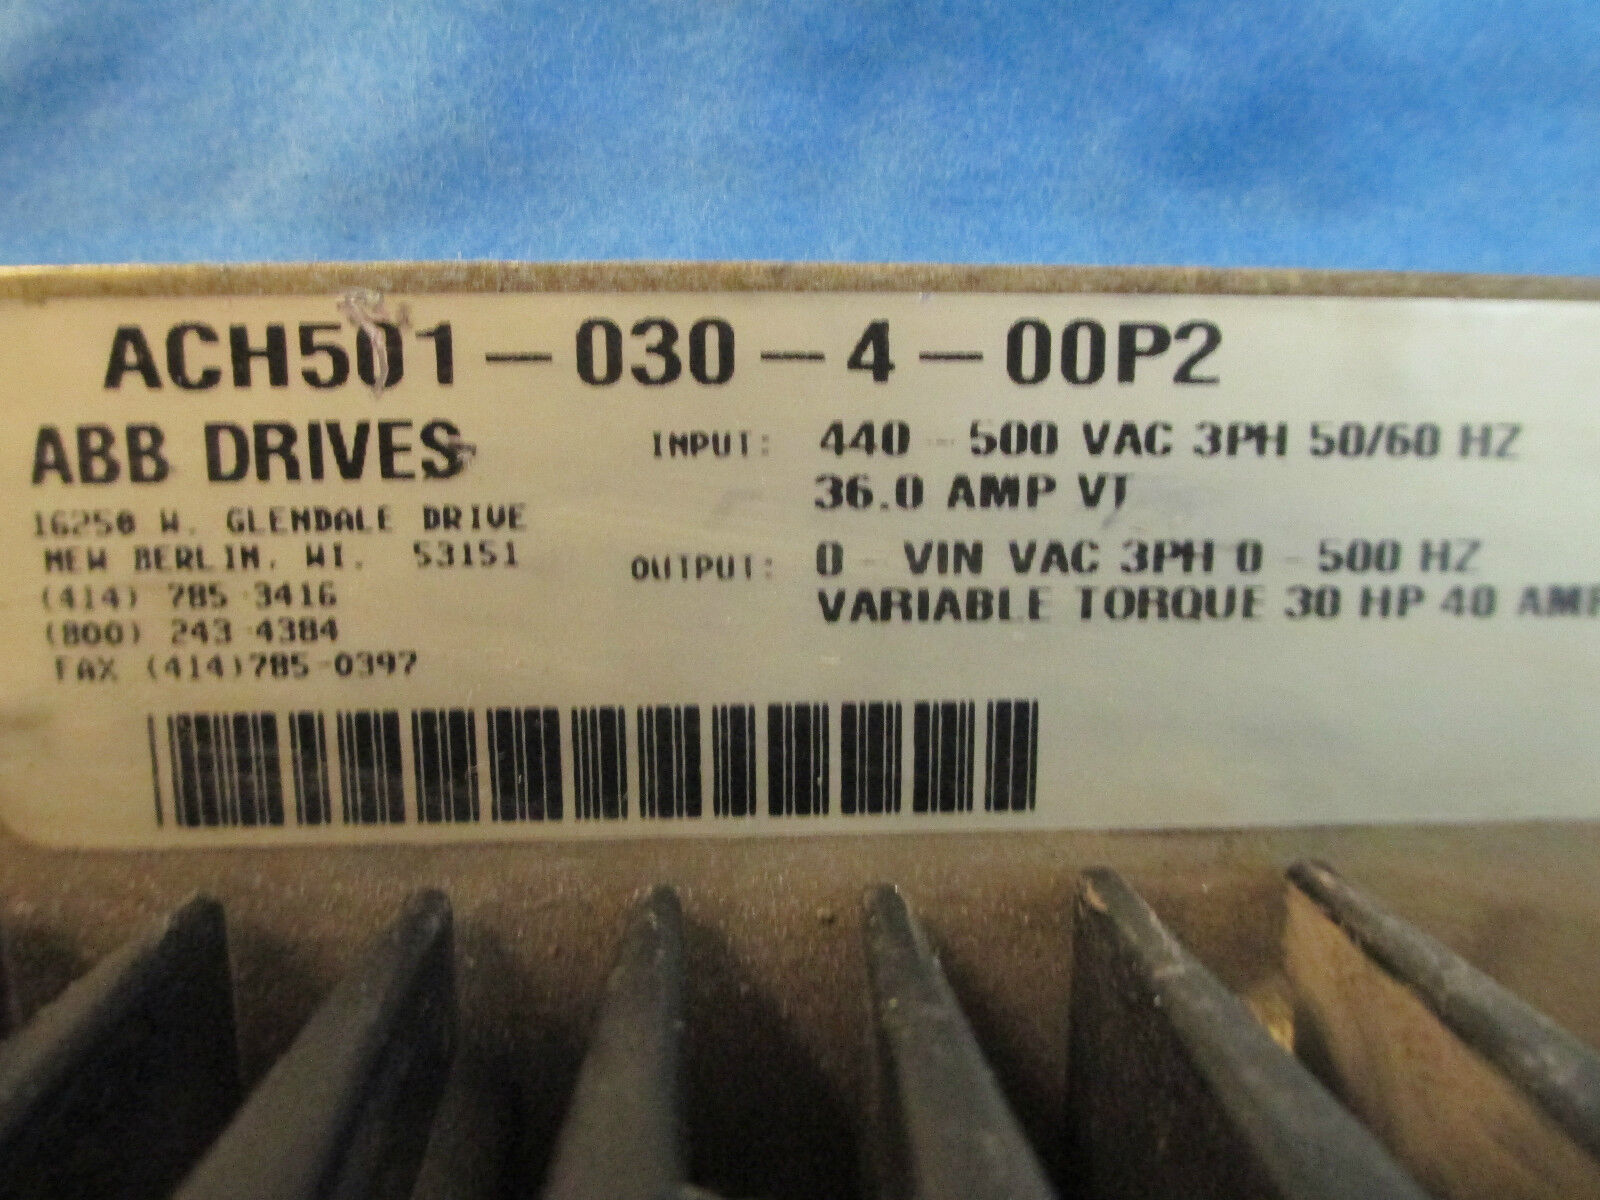 ACH501-030-4-00P2
ABB DRIVES
16250 W. GLENDALE DRIVE
NEW BERLIN, WI. 53151
(414) 785-3416
(800) 243-4384
FAX (414)785-0397
INPUT: 440 - 500 VAC 3PH 50/60 HZ
36.0 AMP VT
OUTPUT: 0 - VIN VAC 3PH 0 - 500 HZ
VARIABLE TORQUE 30 HP 40 AMP